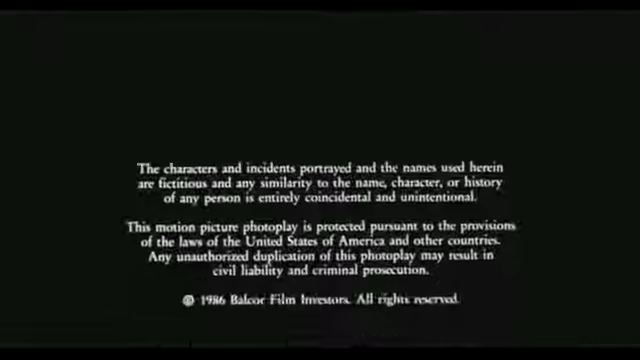 The characters and incidents portrayed and the names used herein
are fictitious and any similarity to the name, character, or history
of any person is entirely coincidental and unintentional.
This motion picture photoplay is protected pursuant to the provisions
of the laws of the United States of America and other countries.
Any unauthorized duplication of this photoplay may result in
civil liability and criminal prosecution.
© 1986 Balcor Film Investors. All rights reserved.